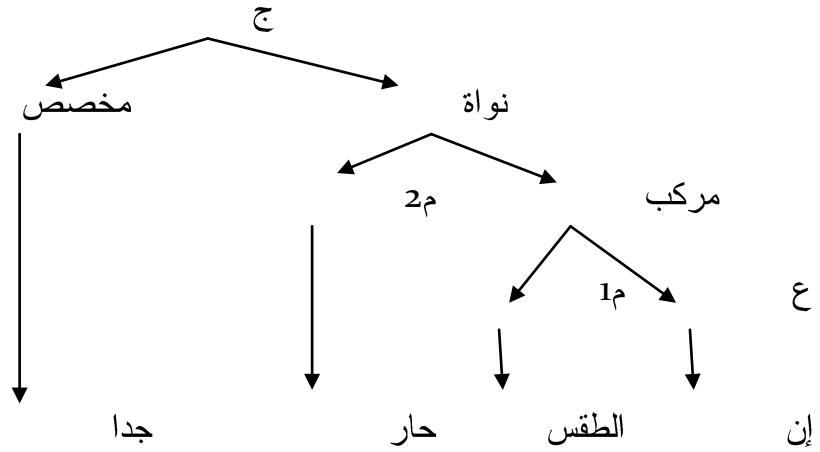 ج
نواة مخصص
مركب م2
ع م1
إن الطقس حار جدا